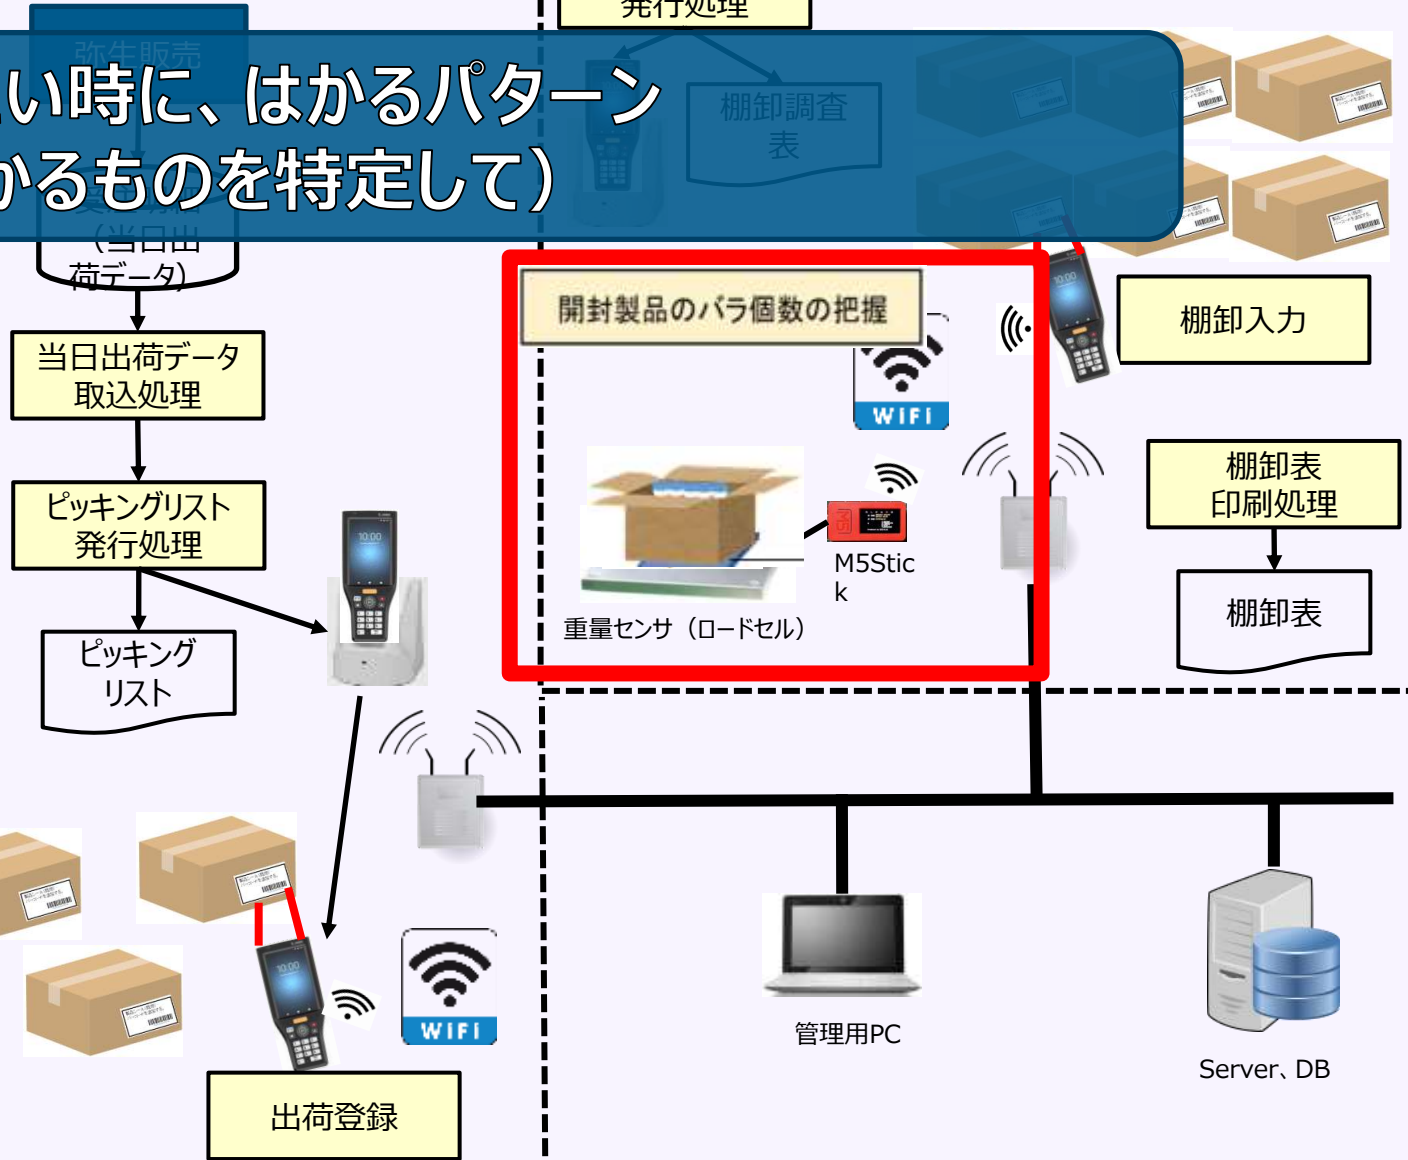 発行処理
弥生販売
い時に、はかるパターン
かるものを特定して）
棚卸調査
表
（当日出
荷データ）
開封製品のバラ個数の把握
棚卸入力
当日出荷データ
取込処理
WiFi
棚卸表
印刷処理
ピッキングリスト
発行処理
10:00
M5Stic
k
重量センサ（ロードセル）
棚卸表
ピッキング
リスト
10:00
WiFi
管理用PC
Server、DB
出荷登録